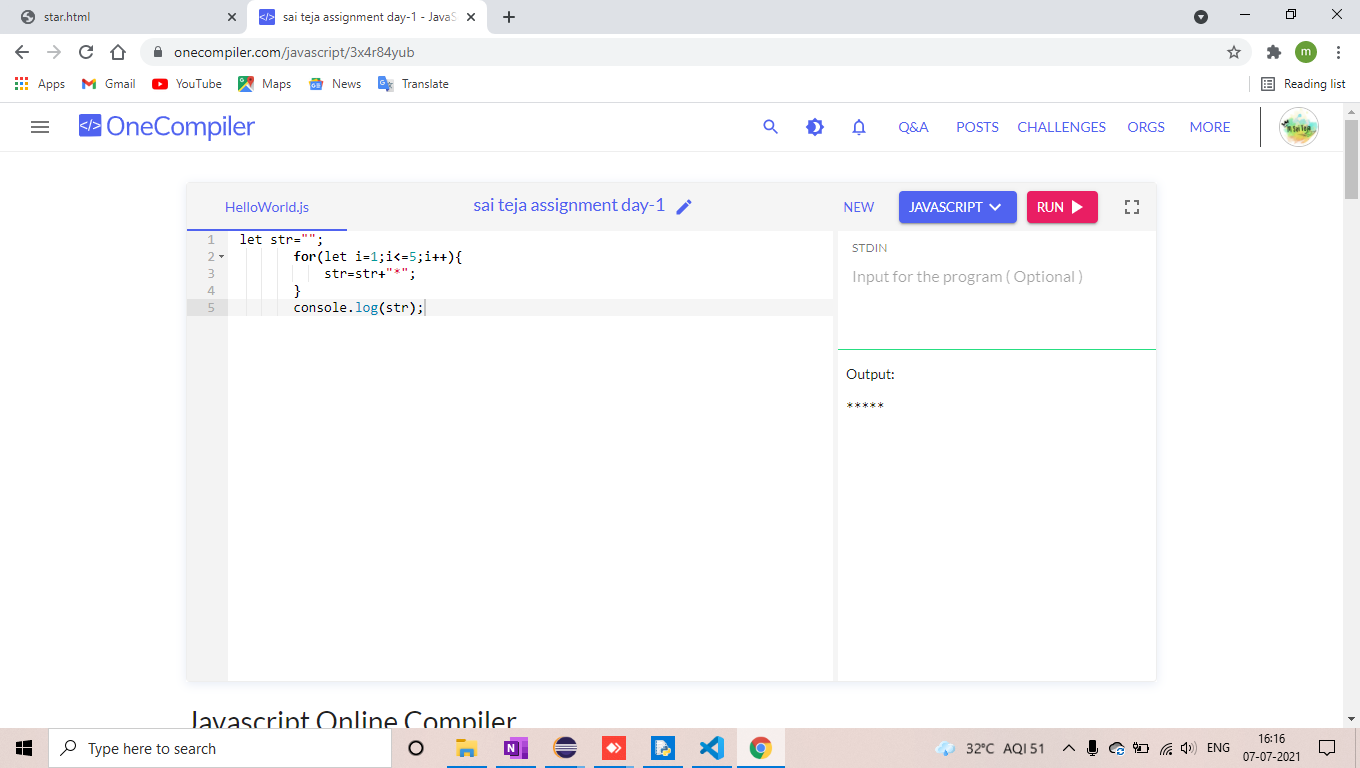 star.html
sai teja assignment day-1 - JavaS
onecompiler.com/javascript/3x4r84yub
m
Apps
Gmail
YouTube
Maps
News
Translate
Reading list
</> OneCompiler
Q&A
POSTS
CHALLENGES
ORGS
MORE
HelloWorld.js
sai teja assignment day-1
NEW
JAVASCRIPT
RUN
1 let str="";
2 for(let i=1;i<=5;i++){
3 str=str+"*";
4 }
5 console.log(str);
STDIN
Input for the program ( Optional )
Output:
*****
Javascript Online Compiler
Type here to search
32°C AQI 51
ENG
16:16
07-07-2021